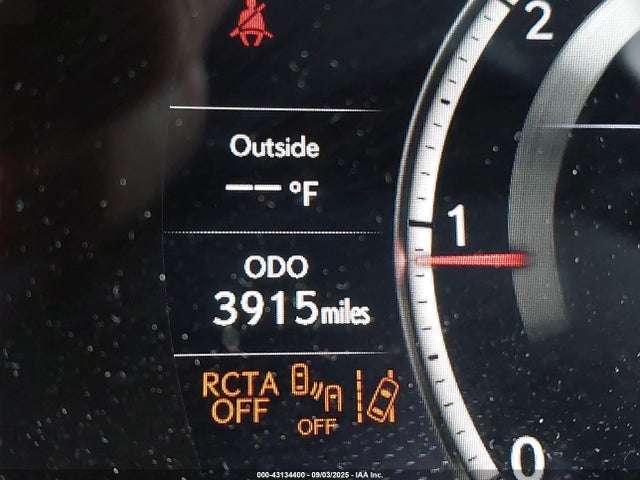 2
Outside
-- °F
1
ODO
3915 miles
RCTA
OFF
OFF
0
000-43134400 - 09/03/2025 - IAA Inc.